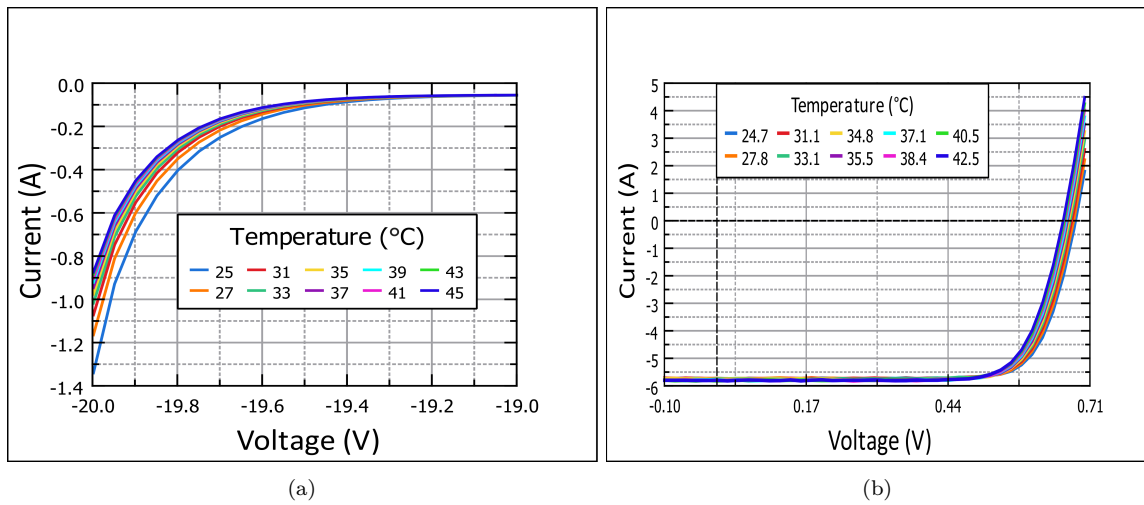 0.0
-0.2
-0.4
-0.6
-0.8
-1.0
-1.2
-1.4
Current (A)
Temperature (°C)
25 31 35 39 43
27 33 37 41 45
-20.0 -19.8 -19.6 -19.4 -19.2 -19.0
Voltage (V)
(a)
5
4
3
2
1
0
-1
-2
-3
-4
-5
-6
Current (A)
Temperature (°C)
24.7 31.1 34.8 37.1 40.5
27.8 33.1 35.5 38.4 42.5
-0.10 0.17 0.44 0.71
Voltage (V)
(b)